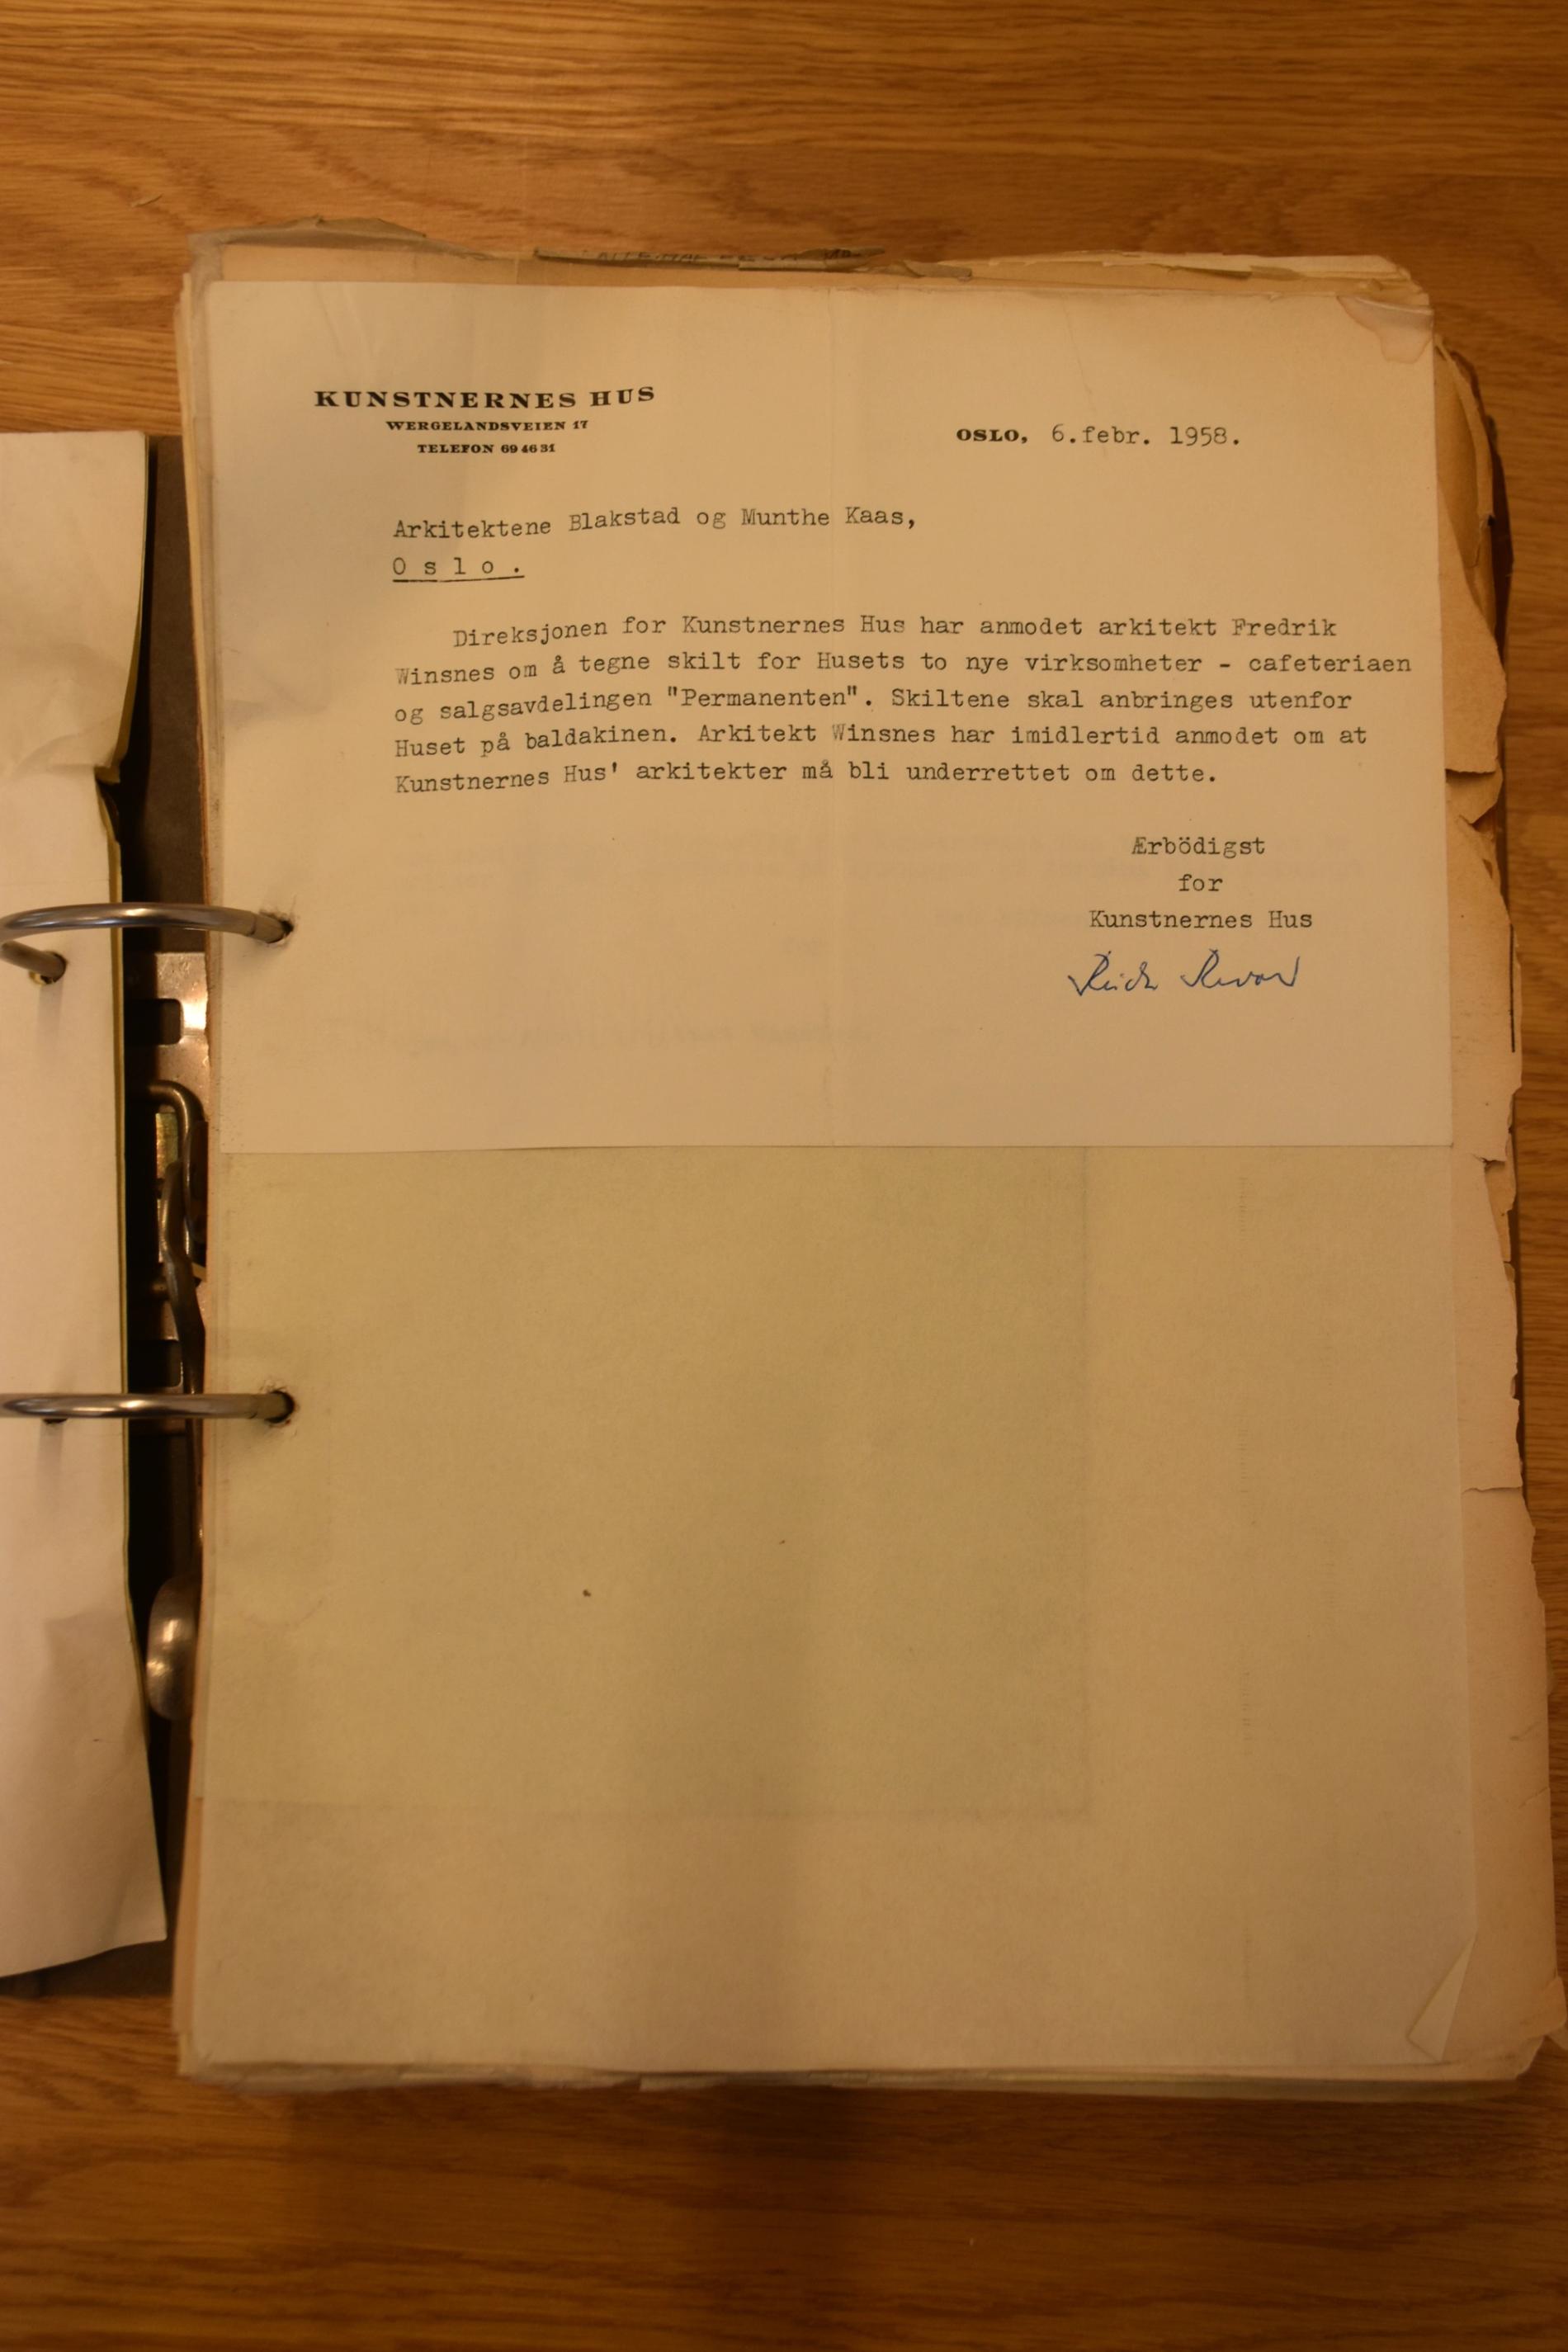 KUNSTNERNES HUS
WERGELANDSVEIEN 17
TELEFON 69 46 31
OSLO, 6.febr. 1958.
Arkitektene Blakstad og Munthe Kaas,
O s l o .
Direksjonen for Kunstnernes Hus har anmodet arkitekt Fredrik
Winsnes om å tegne skilt for Husets to nye virksomheter - cafeteriaen
og salgsavdelingen "Permanenten". Skiltene skal anbringes utenfor
Huset på baldakinen. Arkitekt Winsnes har imidlertid anmodet om at
Kunstnernes Hus' arkitekter må bli underrettet om dette.
Ærbödigst
for
Kunstnernes Hus